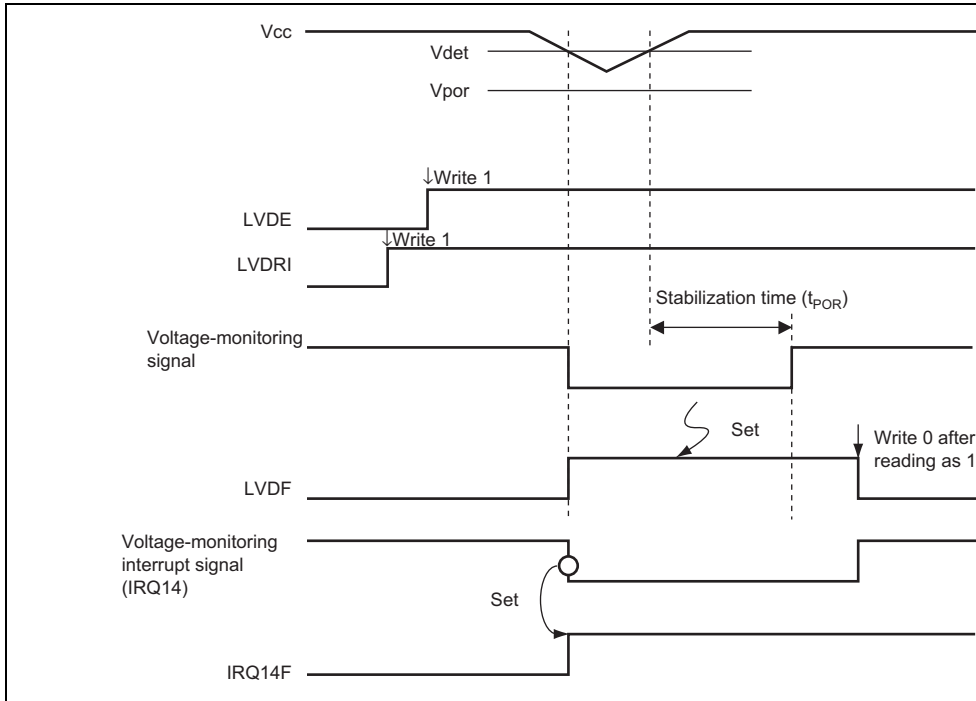 Vcc
Vdet
Vpor
↓Write 1
LVDE
↓Write 1
LVDRI
Stabilization time (tPOR)
Voltage-monitoring
signal
Set
Write 0 after
reading as 1
LVDF
Voltage-monitoring
interrupt signal
(IRQ14)
Set
IRQ14F